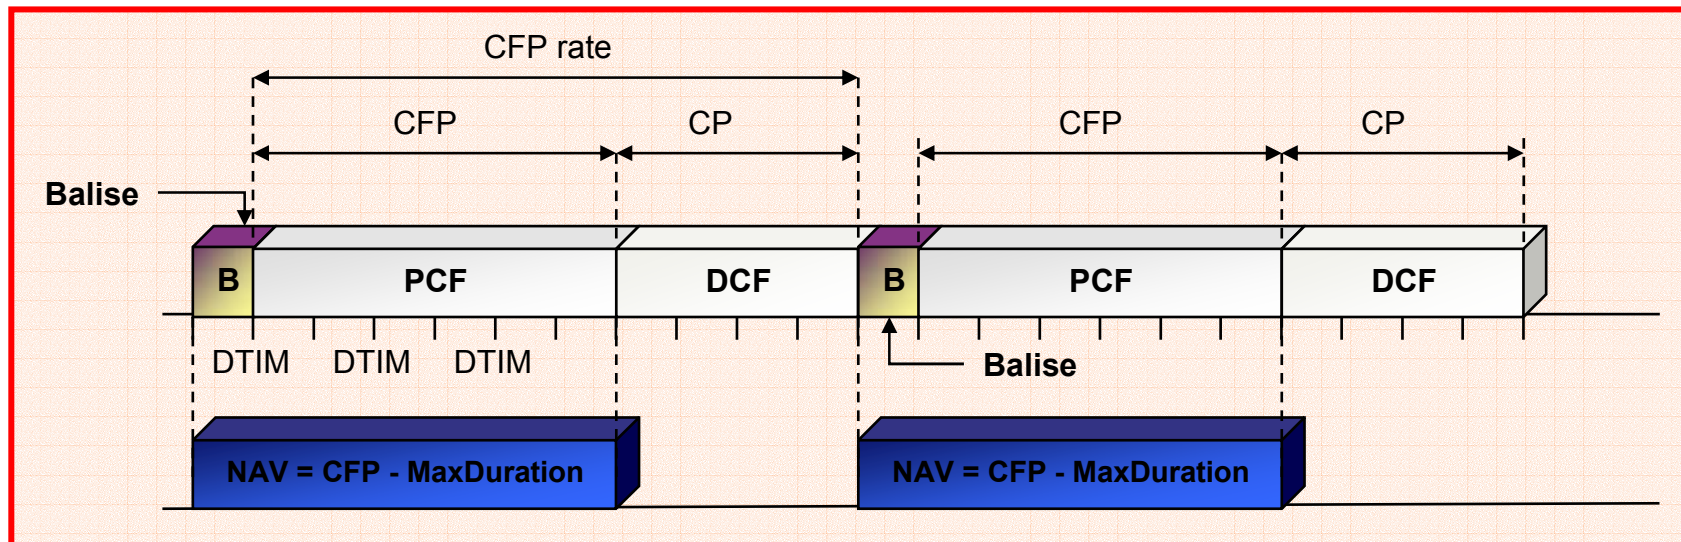 CFP rate
CFP CP CFP CP
Balise
B PCF DCF B PCF DCF
DTIM DTIM DTIM
Balise
NAV = CFP - MaxDuration NAV = CFP - MaxDuration